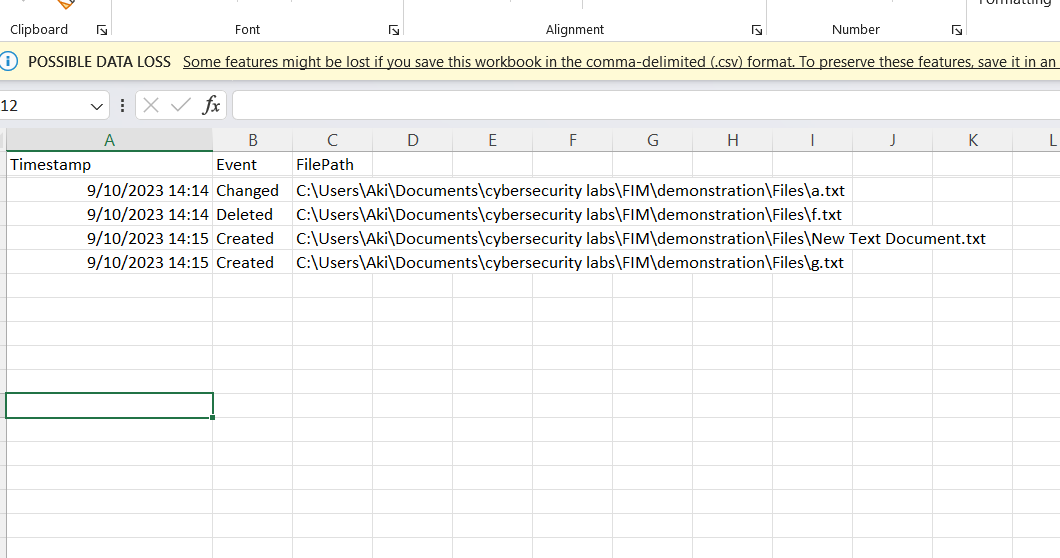 Formatting
Clipboard Font Alignment Number
POSSIBLE DATA LOSS Some features might be lost if you save this workbook in the comma-delimited (.csv) format. To preserve these features, save it in an
12 fx
A B C D E F G H I J K L
Timestamp Event FilePath
9/10/2023 14:14 Changed C:\Users\Aki\Documents\cybersecurity labs\FIM\demonstration\Files\a.txt
9/10/2023 14:14 Deleted C:\Users\Aki\Documents\cybersecurity labs\FIM\demonstration\Files\f.txt
9/10/2023 14:15 Created C:\Users\Aki\Documents\cybersecurity labs\FIM\demonstration\Files\New Text Document.txt
9/10/2023 14:15 Created C:\Users\Aki\Documents\cybersecurity labs\FIM\demonstration\Files\g.txt